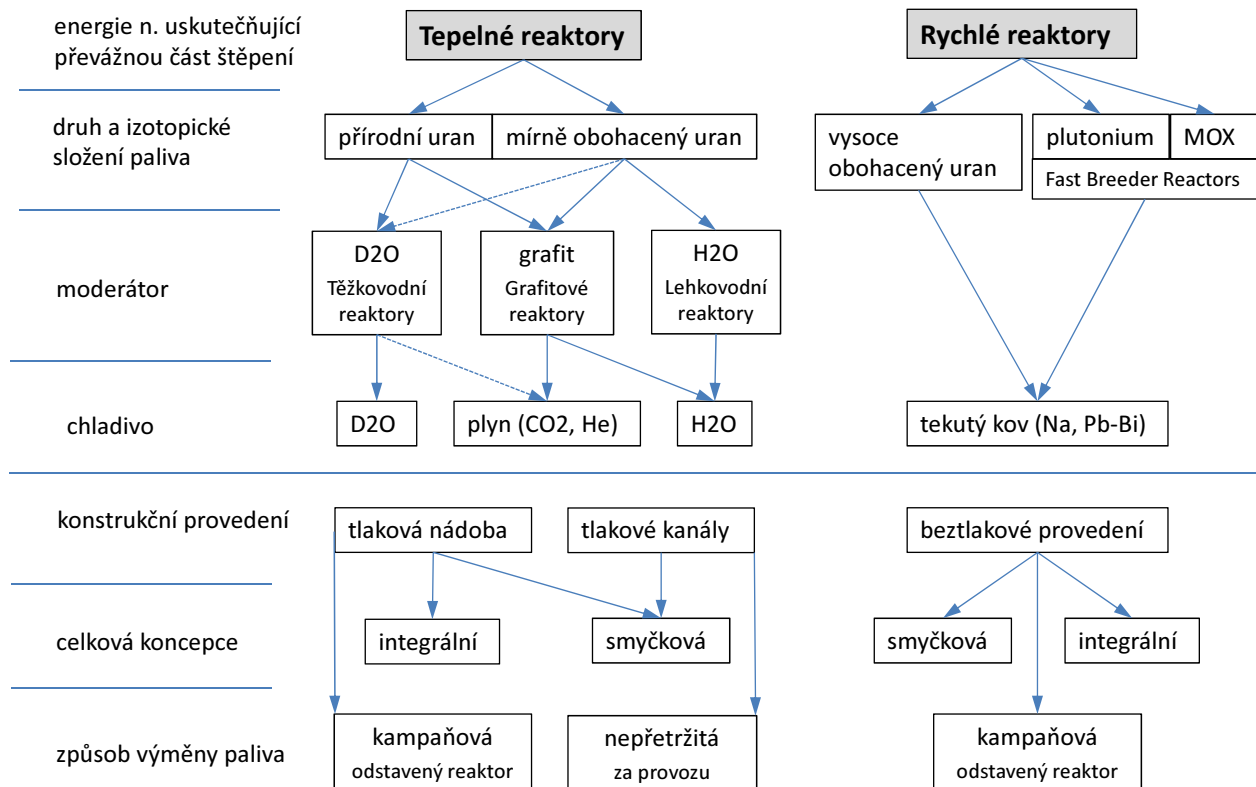 energie n. uskutečňující
převážnou část štěpení
Tepelné reaktory
Rychlé reaktory
druh a izotopické
složení paliva
přírodní uran
mírně obohacený uran
vysoce
obohacený uran
plutonium
MOX
Fast Breeder Reactors
moderátor
D2O
Těžkovodní
reaktory
grafit
Grafitové
reaktory
H2O
Lehkovodní
reaktory
chladivo
D2O
plyn (CO2, He)
H2O
tekutý kov (Na, Pb-Bi)
konstrukční provedení
tlaková nádoba
tlakové kanály
beztlakové provedení
celková koncepce
integrální
smyčková
smyčková
integrální
způsob výměny paliva
kampaňová
odstavený reaktor
nepřetržitá
za provozu
kampaňová
odstavený reaktor